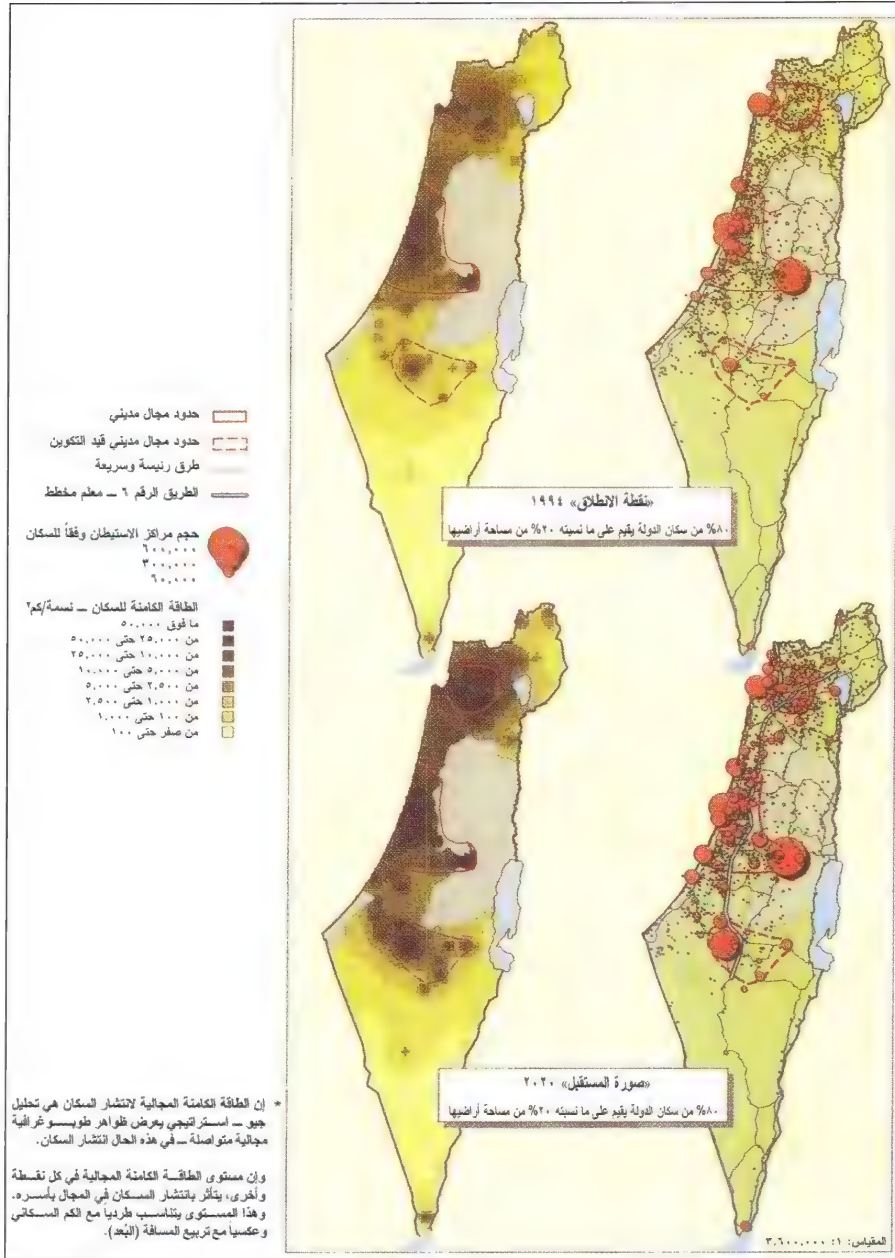 «نقطة الانطلاق» ١٩٩٤
٨٠% من سكان الدولة يقيم على ما نسبته ٢٠% من مساحة أراضيها
حدود مجال مديني
حدود مجال مديني قيد التكوين
طرق رئيسة وسريعة
الطريق الرقم ٦ ــ معلم مخطط
حجم مراكز الاستيطان وفقاً للسكان
٦٠٠,٠٠٠
٣٠٠,٠٠٠
٦٠,٠٠٠
الطاقة الكامنة للسكان ــ نسمة/كم٢
ما فوق ٥٠,٠٠٠
من ٢٥,٠٠٠ حتى ٥٠,٠٠٠
من ١٠,٠٠٠ حتى ٢٥,٠٠٠
من ٥,٠٠٠ حتى ١٠,٠٠٠
من ٢,٥٠٠ حتى ٥,٠٠٠
من ١,٠٠٠ حتى ٢,٥٠٠
من ١٠٠ حتى ١,٠٠٠
من صفر حتى ١٠٠
«صورة المستقبل» ٢٠٢٠
٨٠% من سكان الدولة يقيم على ما نسبته ٢٠% من مساحة أراضيها
* إن الطاقة الكامنة المجالية لانتشار السكان هي تحليل
جيو ــ استراتيجي يعرض ظواهر طوبوغرافية
مجالية متواصلة ــ في هذه الحال انتشار السكان.
وإن مستوى الطاقة الكامنة المجالية في كل نقطة
وأخرى، يتأثر بانتشار السكان في المجال بأسره.
وهذا المستوى يتناسب طردياً مع الكم السكاني
وعكسياً مع تربيع المسافة (البُعد).
المقياس: ١: ٣,٦٠٠,٠٠٠